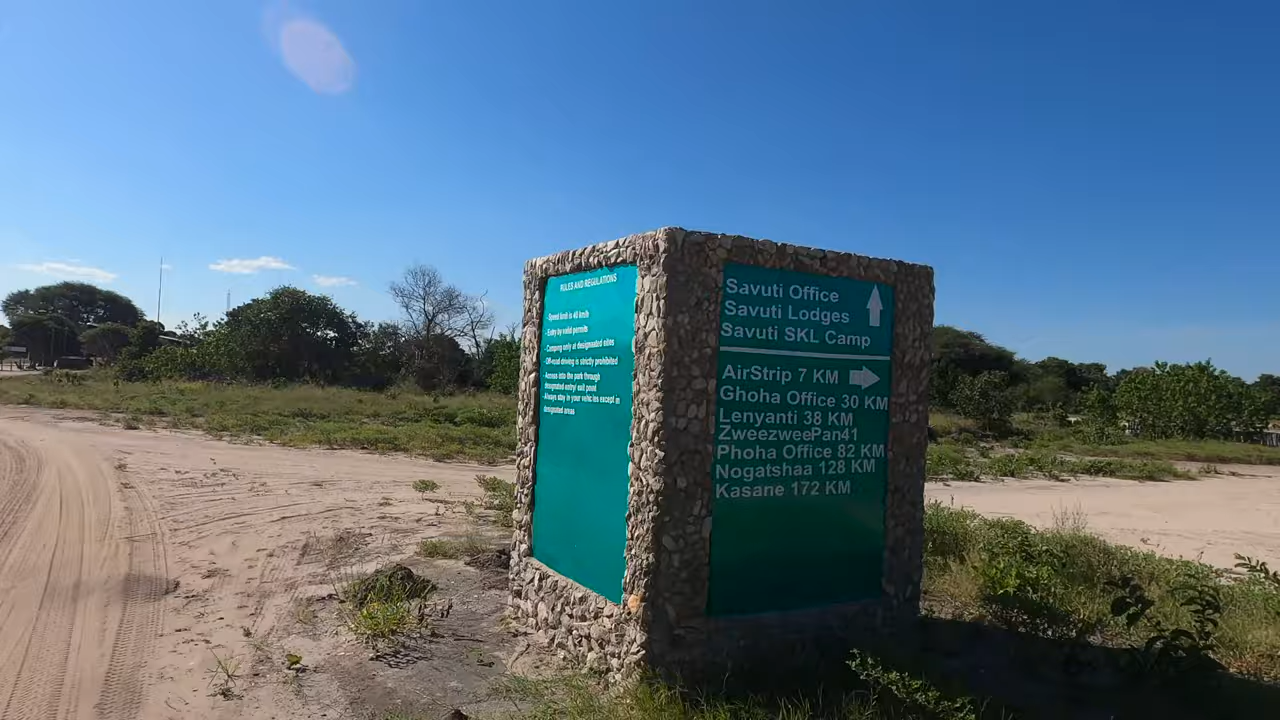 RULES AND REGULATIONS
- Speed limit is 40 km/h
- Entry by valid permits
- Camping only at designated sites
- Off-road driving is strictly prohibited
- Access into the park through
designated entry/ exit point
- Always stay in your vehicles except in
designated areas
Savuti Office
Savuti Lodges
Savuti SKL Camp
AirStrip 7 KM
Ghoha Office 30 KM
Lenyanti 38 KM
ZweezweePan41
Phoha Office 82 KM
Nogatshaa 128 KM
Kasane 172 KM